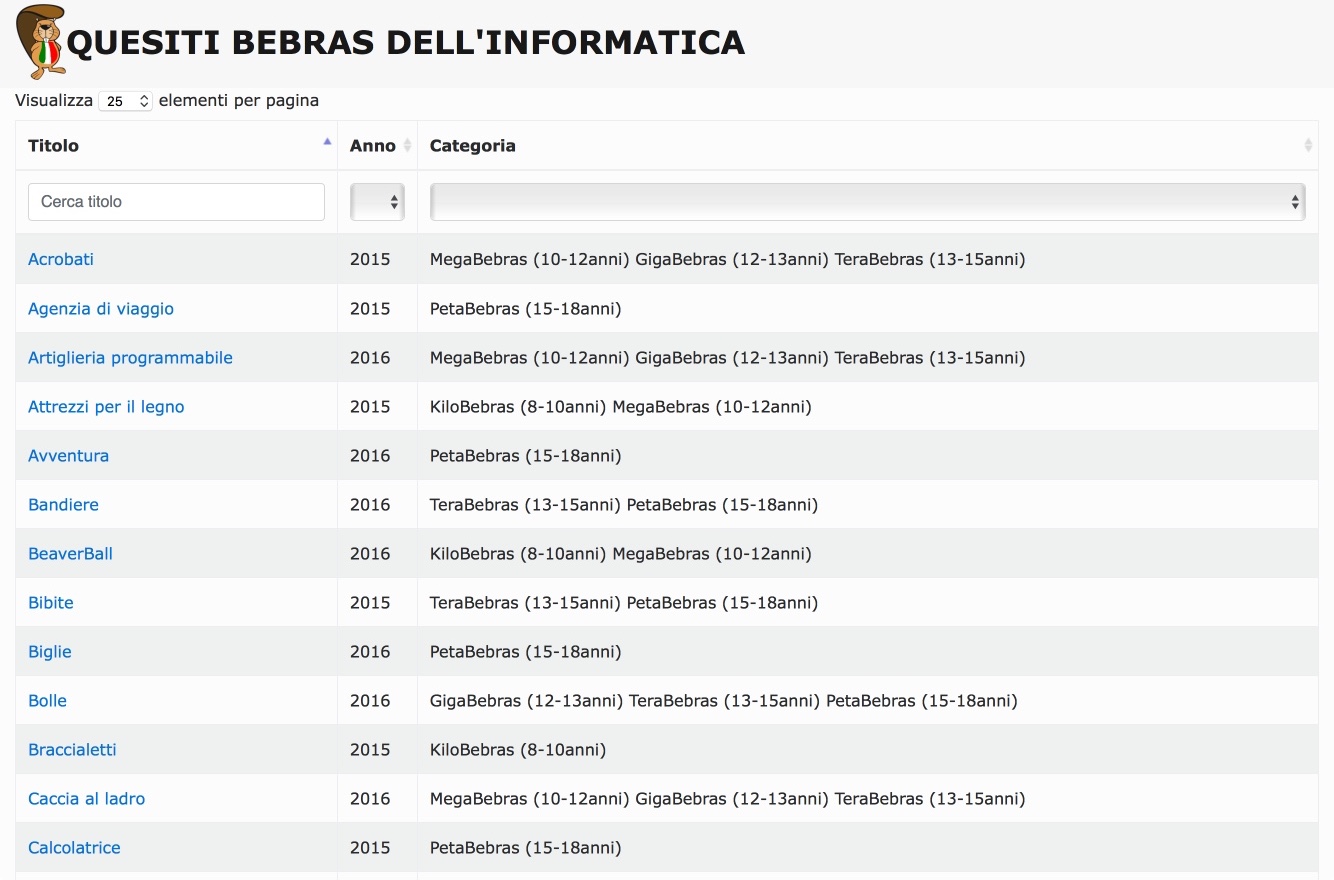 QUESITI BEBRAS DELL'INFORMATICA
Visualizza 25 elementi per pagina
Titolo Anno Categoria
Cerca titolo
Acrobati 2015 MegaBebras (10-12anni) GigaBebras (12-13anni) TeraBebras (13-15anni)
Agenzia di viaggio 2015 PetaBebras (15-18anni)
Artiglieria programmabile 2016 MegaBebras (10-12anni) GigaBebras (12-13anni) TeraBebras (13-15anni)
Attrezzi per il legno 2015 KiloBebras (8-10anni) MegaBebras (10-12anni)
Avventura 2016 PetaBebras (15-18anni)
Bandiere 2016 TeraBebras (13-15anni) PetaBebras (15-18anni)
BeaverBall 2016 KiloBebras (8-10anni) MegaBebras (10-12anni)
Bibite 2015 TeraBebras (13-15anni) PetaBebras (15-18anni)
Biglie 2016 PetaBebras (15-18anni)
Bolle 2016 GigaBebras (12-13anni) TeraBebras (13-15anni) PetaBebras (15-18anni)
Braccialetti 2015 KiloBebras (8-10anni)
Caccia al ladro 2016 MegaBebras (10-12anni) GigaBebras (12-13anni) TeraBebras (13-15anni)
Calcolatrice 2015 PetaBebras (15-18anni)